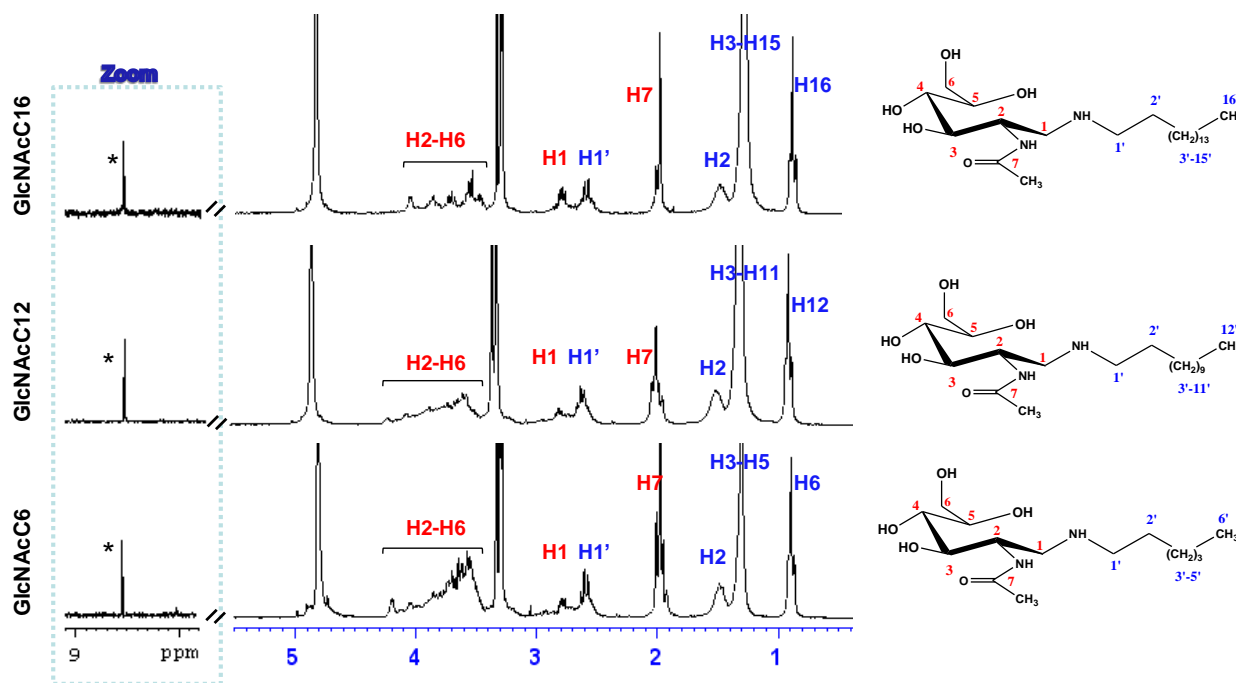 Zoom
GlcNAcC16
*
H2-H6
H1
H1'
H7
H2
H3-H15
H16
OH
6
4
5
OH
HO
2
1
HO
3
NH
7
O
CH₃
NH
1'
2'
( )₁₃
3'-15'
16'
CH₃
GlcNAcC12
*
H2-H6
H1
H1'
H7
H2
H3-H11
H12
OH
6
4
5
OH
HO
2
1
HO
3
NH
7
O
CH₃
NH
1'
2'
(CH₂)₉
3'-11'
12'
CH₃
GlcNAcC6
*
H2-H6
H1
H1'
H7
H2
H3-H5
H6
OH
6
4
5
OH
HO
2
1
HO
3
NH
7
O
CH₃
NH
1'
2'
(CH₂)₃
3'-5'
6'
CH₃
9 ppm
5 4 3 2 1